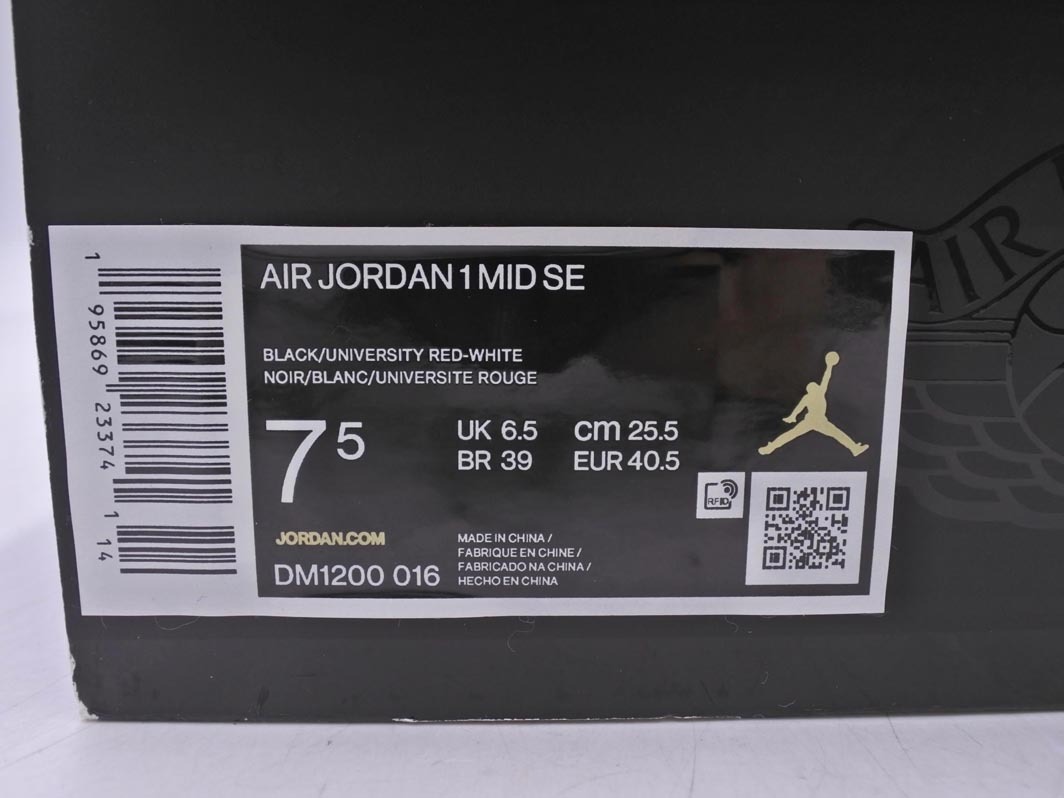 AIR JORDAN 1 MID SE
BLACK/UNIVERSITY RED-WHITE
NOIR/BLANC/UNIVERSITE ROUGE
7 5
UK 6.5 cm 25.5
BR 39 EUR 40.5
RFID
JORDAN.COM
DM1200 016
MADE IN CHINA /
FABRIQUE EN CHINE /
FABRICADO NA CHINA /
HECHO EN CHINA
1 95869 23374 1 14
AIR